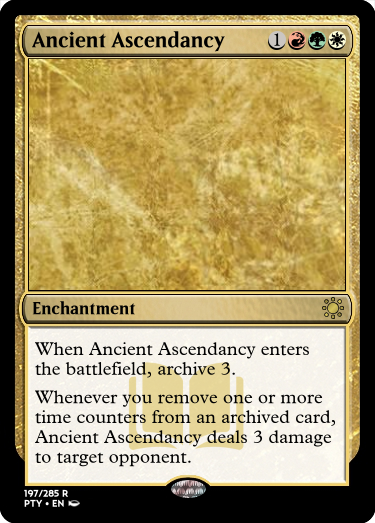 Ancient Ascendancy 1
Enchantment
When Ancient Ascendancy enters
the battlefield, archive 3.
Whenever you remove one or more
time counters from an archived card,
Ancient Ascendancy deals 3 damage
to target opponent.
197/285 R
PTY • EN